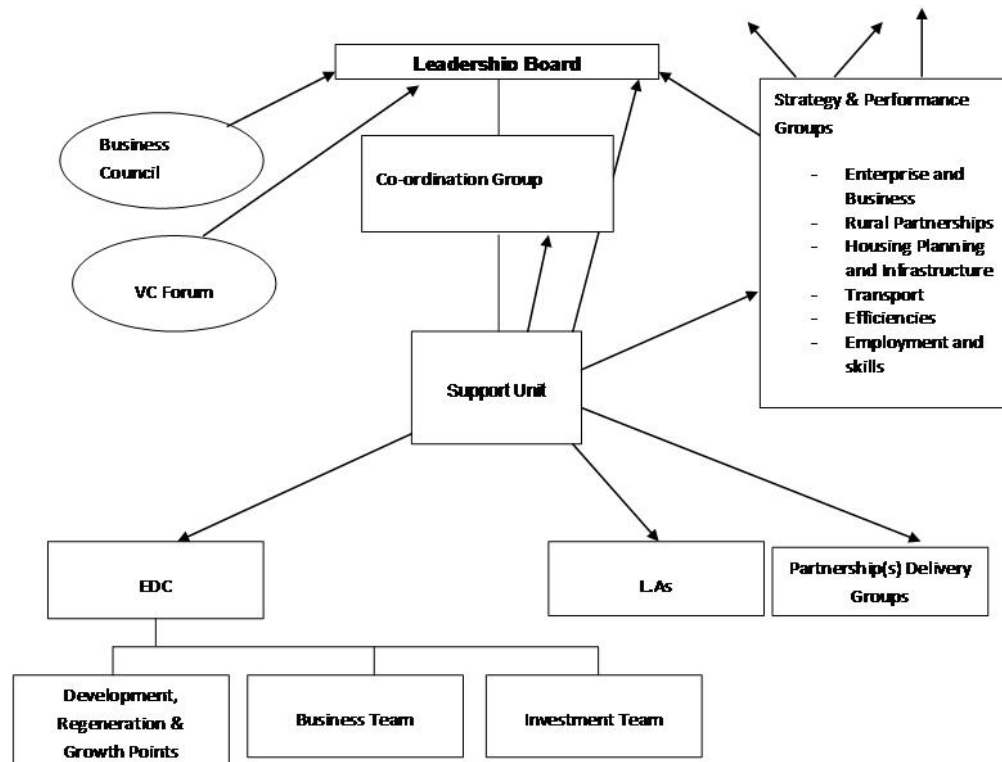 Leadership Board
Strategy & Performance
Groups
- Enterprise and
Business
- Rural Partnerships
- Housing Planning
and Infrastructure
- Transport
- Efficiencies
- Employment and
skills
Business
Council
Co-ordination Group
VC Forum
Support Unit
EDC
L.As
Partnership(s) Delivery
Groups
Development,
Regeneration &
Growth Points
Business Team
Investment Team